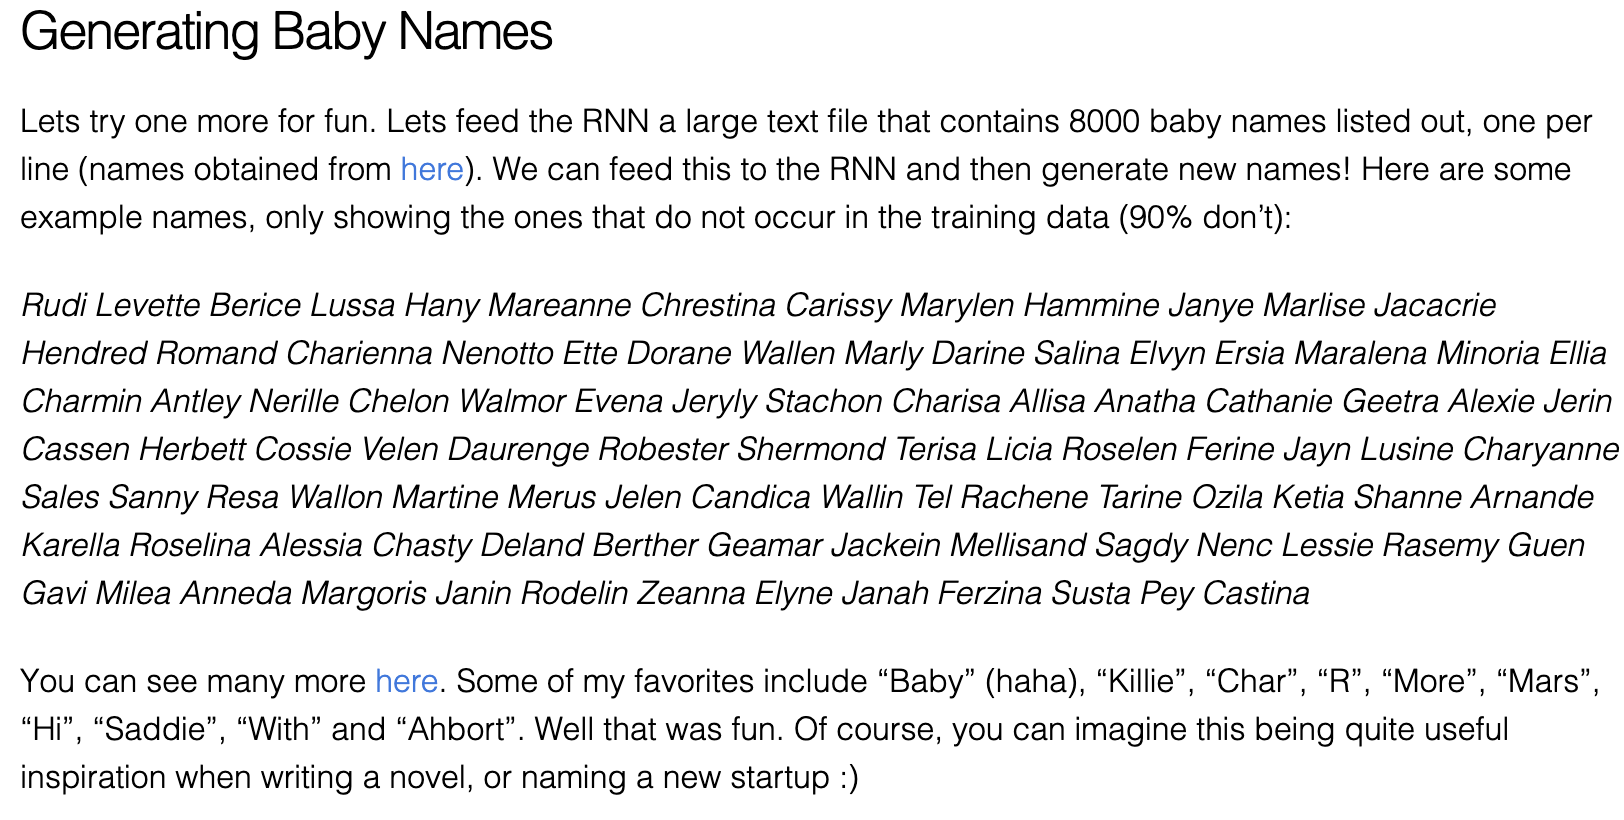 Generating Baby Names
Lets try one more for fun. Lets feed the RNN a large text file that contains 8000 baby names listed out, one per
line (names obtained from here). We can feed this to the RNN and then generate new names! Here are some
example names, only showing the ones that do not occur in the training data (90% don’t):
Rudi Levette Berice Lussa Hany Mareanne Chrestina Carissy Marylen Hammine Janye Marlise Jacacrie
Hendred Romand Charienna Nenotto Ette Dorane Wallen Marly Darine Salina Elvyn Ersia Maralena Minoria Ellia
Charmin Antley Nerille Chelon Walmor Evena Jeryly Stachon Charisa Allisa Anatha Cathanie Geetra Alexie Jerin
Cassen Herbett Cossie Velen Daurenge Robester Shermond Terisa Licia Roselen Ferine Jayn Lusine Charyanne
Sales Sanny Resa Wallon Martine Merus Jelen Candica Wallin Tel Rachene Tarine Ozila Ketia Shanne Arnande
Karella Roselina Alessia Chasty Deland Berther Geamar Jackein Mellisand Sagdy Nenc Lessie Rasemy Guen
Gavi Milea Anneda Margoris Janin Rodelin Zeanna Elyne Janah Ferzina Susta Pey Castina
You can see many more here. Some of my favorites include “Baby” (haha), “Killie”, “Char”, “R”, “More”, “Mars”,
“Hi”, “Saddie”, “With” and “Ahbort”. Well that was fun. Of course, you can imagine this being quite useful
inspiration when writing a novel, or naming a new startup :)